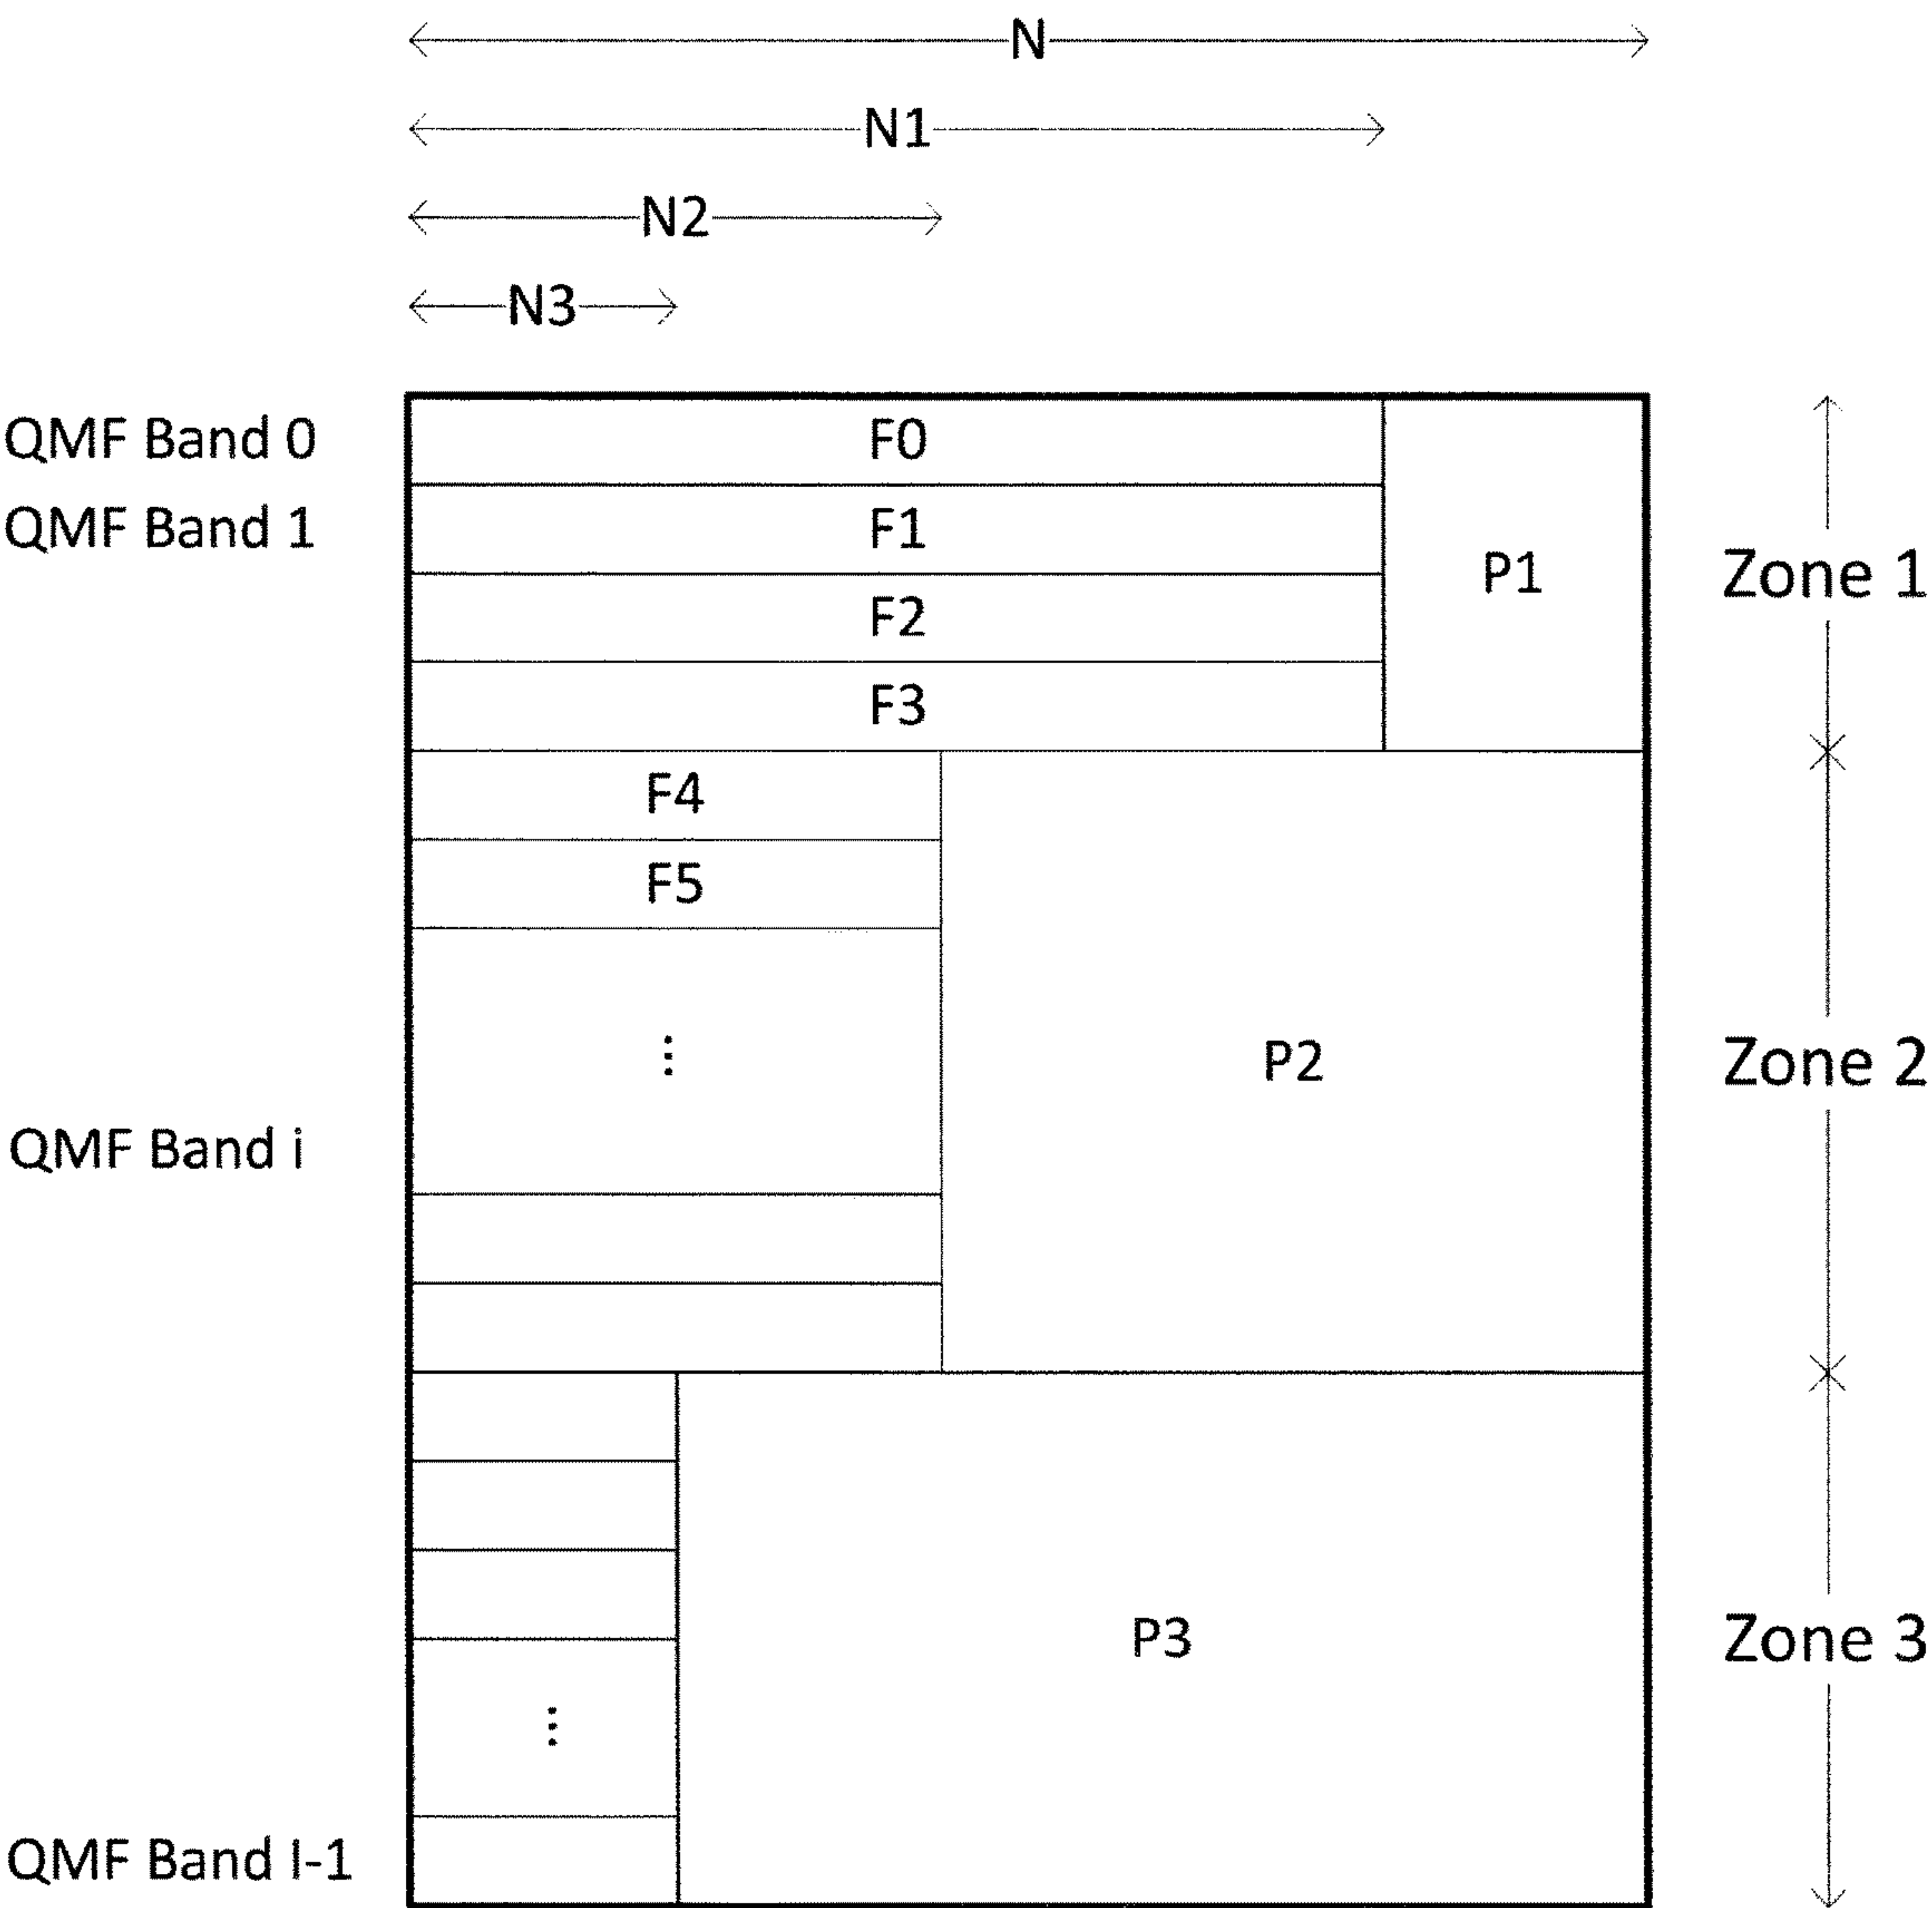 N
N1
N2
N3
QMF Band 0
F0
QMF Band 1
F1
P1
Zone 1
F2
F3
F4
F5
⋮
P2
Zone 2
QMF Band i
P3
Zone 3
⋮
QMF Band I-1